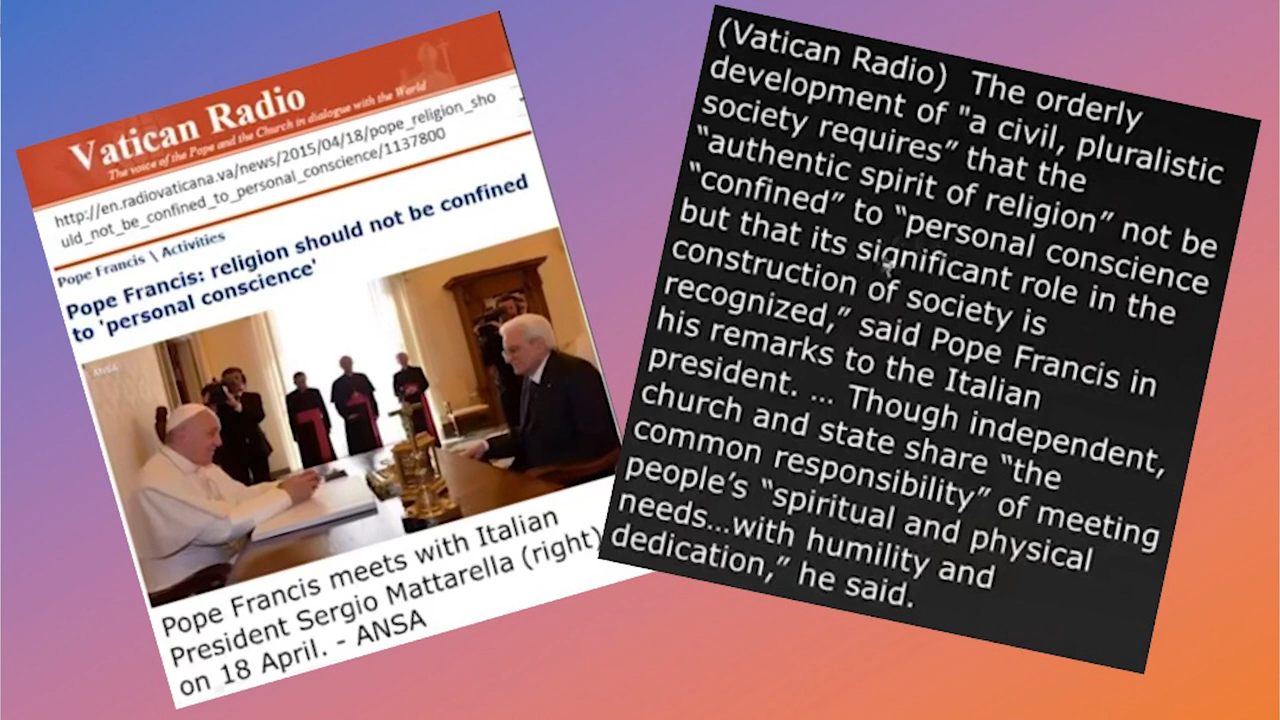 Vatican Radio
The voice of the Pope and the Church in dialogue with the World
http://en.radiovaticana.va/news/2015/04/18/pope_religion_sho
uld_not_be_confined_to_personal_conscience/1137800
Pope Francis \ Activities
Pope Francis: religion should not be confined
to 'personal conscience'
ANSA
Pope Francis meets with Italian
President Sergio Mattarella (right)
on 18 April. - ANSA
(Vatican Radio)  The orderly
development of "a civil, pluralistic
society requires” that the
“authentic spirit of religion” not be
“confined” to “personal conscience
but that its significant role in the
construction of society is
recognized,” said Pope Francis in
his remarks to the Italian
president. ... Though independent,
church and state share “the
common responsibility” of meeting
people’s “spiritual and physical
needs...with humility and
dedication,” he said.